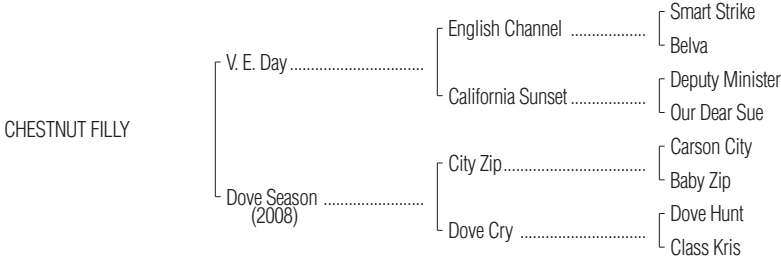 Smart Strike
English Channel ..................
Belva
V. E. Day ................................
Deputy Minister
California Sunset ..................
Our Dear Sue
CHESTNUT FILLY
Carson City
City Zip ..................................
Baby Zip
Dove Season ........................
(2008)
Dove Hunt
Dove Cry ..............................
Class Kris